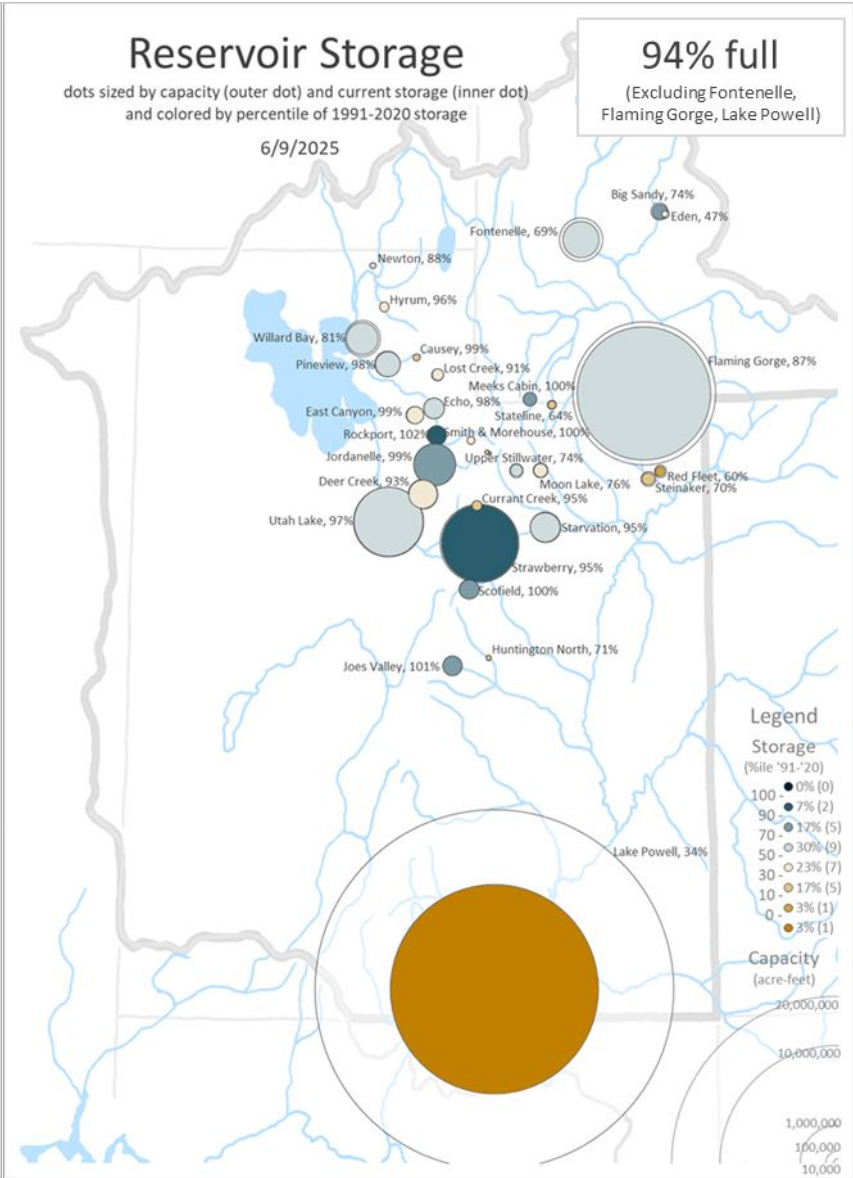 Reservoir Storage
dots sized by capacity (outer dot) and current storage (inner dot)
and colored by percentile of 1991-2020 storage
6/9/2025
94% full
(Excluding Fontenelle,
Flaming Gorge, Lake Powell)
Big Sandy, 74%
Eden, 47%
Fontenelle, 69%
Newton, 88%
Hyrum, 96%
Willard Bay, 81%
Causey, 99%
Pineview, 98%
Lost Creek, 91%
Flaming Gorge, 87%
Meeks Cabin, 100%
Echo, 98%
East Canyon, 99%
Stateline, 64%
Rockport, 102%
Smith & Morehouse, 100%
Jordanelle, 99%
Upper Stillwater, 74%
Deer Creek, 93%
Moon Lake, 76%
Red Fleet, 60%
Steinaker, 70%
Currant Creek, 95%
Utah Lake, 97%
Starvation, 95%
Strawberry, 95%
Scofield, 100%
Huntington North, 71%
Joes Valley, 101%
Lake Powell, 34%
Legend
Storage
(%ile '91-'20)
0% (0)
100 -
7% (2)
90 -
17% (5)
70 -
30% (9)
50 -
23% (7)
30 -
17% (5)
10 -
3% (1)
0 -
3% (1)
Capacity
(acre-feet)
20,000,000
10,000,000
1,000,000
100,000
10,000